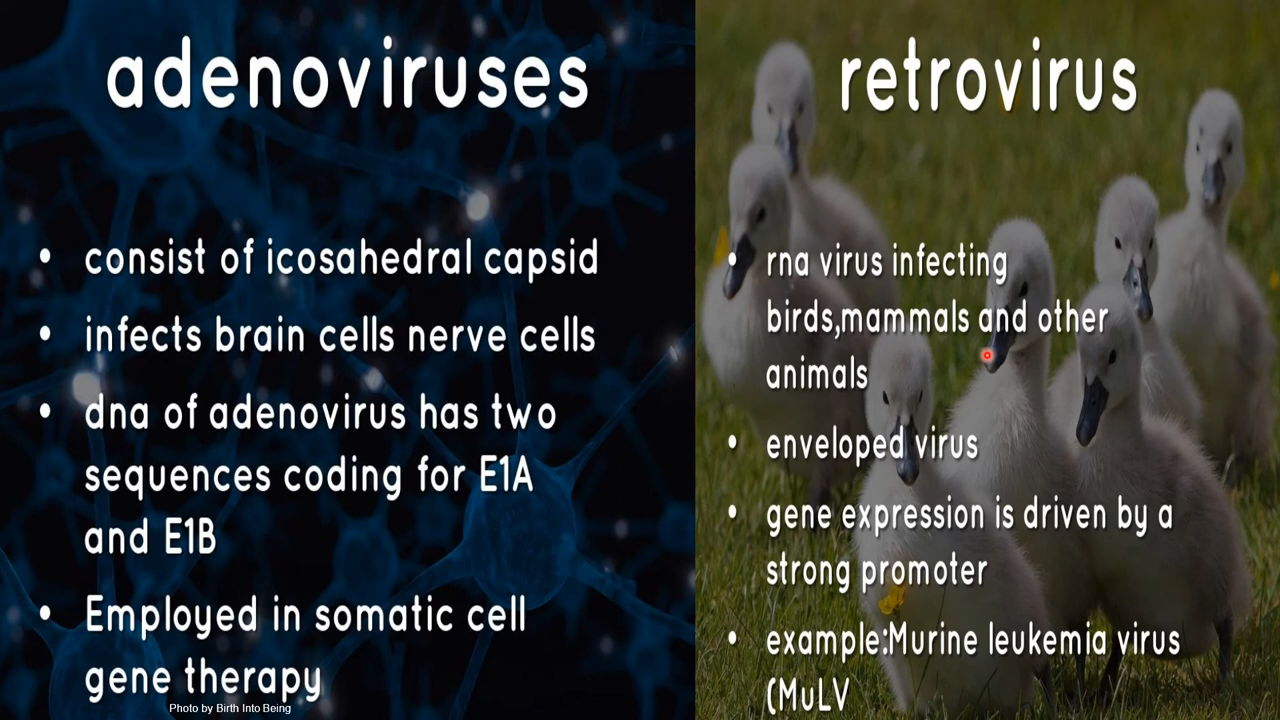 adenoviruses
• consist of icosahedral capsid
• infects brain cells nerve cells
• dna of adenovirus has two
sequences coding for E1A
and E1B
• Employed in somatic cell
gene therapy
Photo by Birth Into Being
retrovirus
• rna virus infecting
birds,mammals and other
animals
• enveloped virus
• gene expression is driven by a
strong promoter
• example:Murine leukemia virus
(MuLV